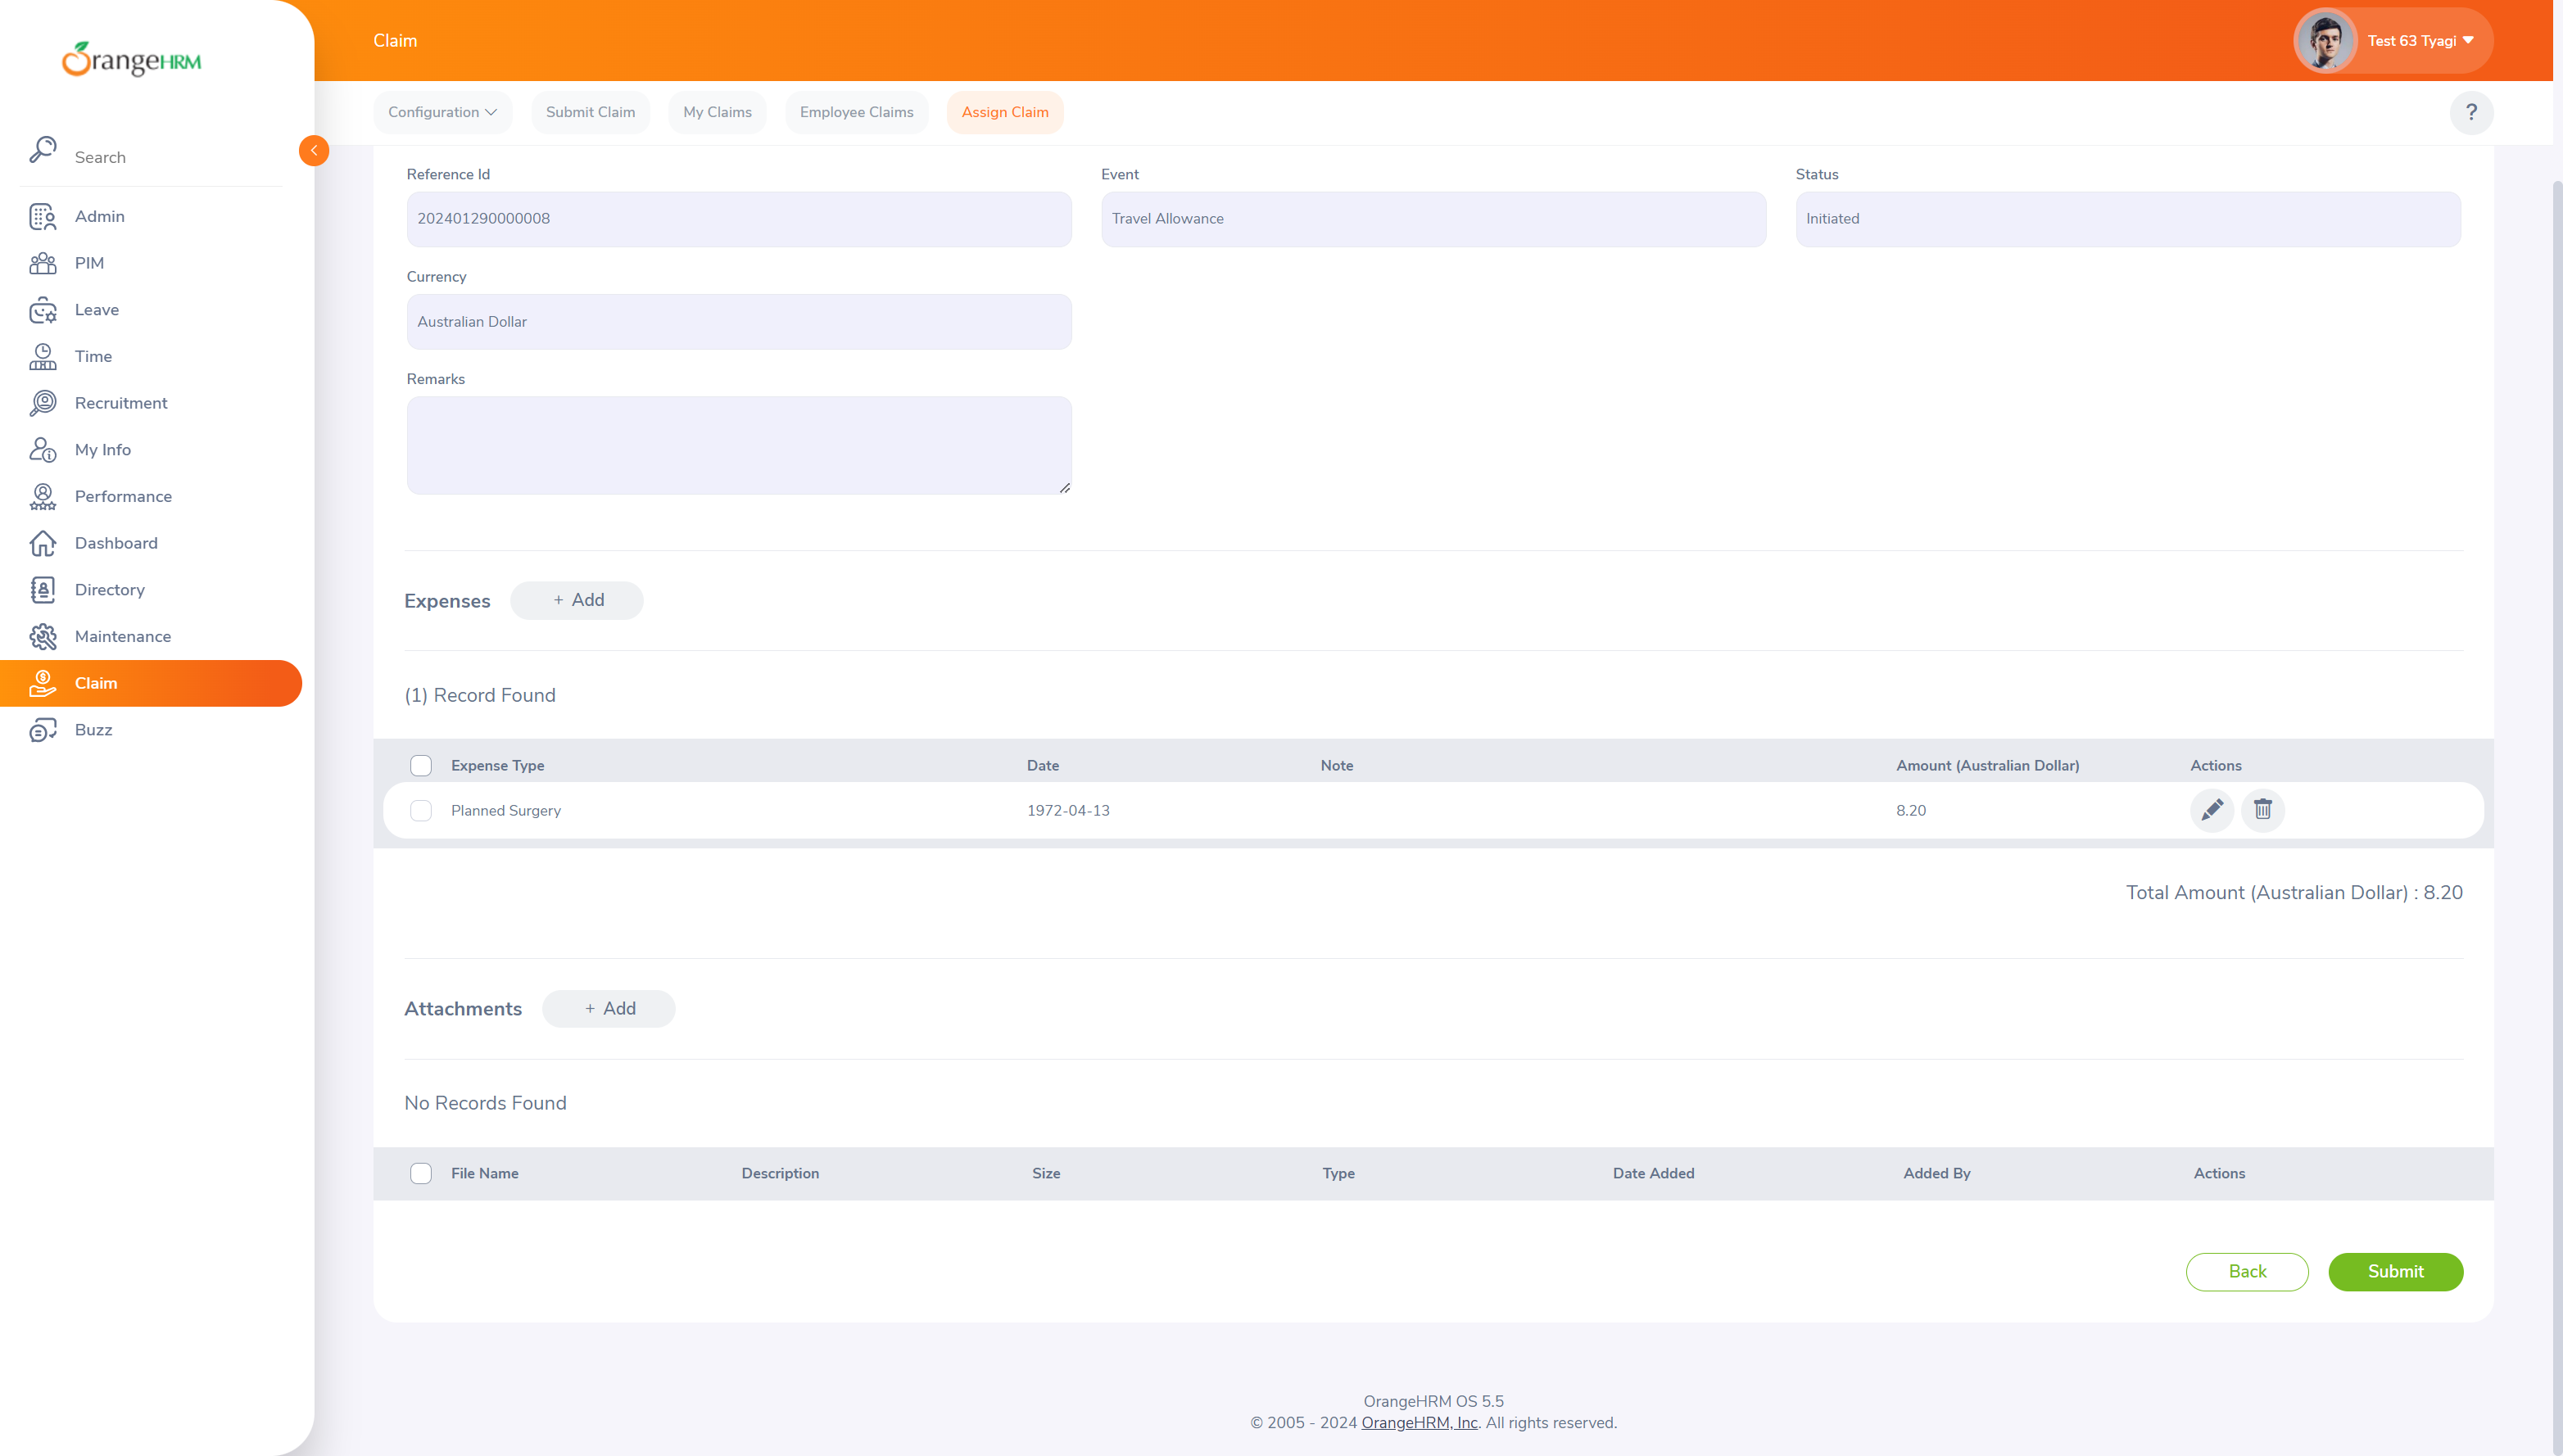 OrangeHRM
Claim
Test 63 Tyagi
Configuration
Submit Claim
My Claims
Employee Claims
Assign Claim
?
Search
Admin
PIM
Leave
Time
Recruitment
My Info
Performance
Dashboard
Directory
Maintenance
Claim
Buzz
Reference Id
Event
Status
202401290000008
Travel Allowance
Initiated
Currency
Australian Dollar
Remarks
Expenses
+ Add
(1) Record Found
Expense Type
Date
Note
Amount (Australian Dollar)
Actions
Planned Surgery
1972-04-13
8.20
Total Amount (Australian Dollar) : 8.20
Attachments
+ Add
No Records Found
File Name
Description
Size
Type
Date Added
Added By
Actions
Back
Submit
OrangeHRM OS 5.5
© 2005 - 2024 OrangeHRM, Inc. All rights reserved.